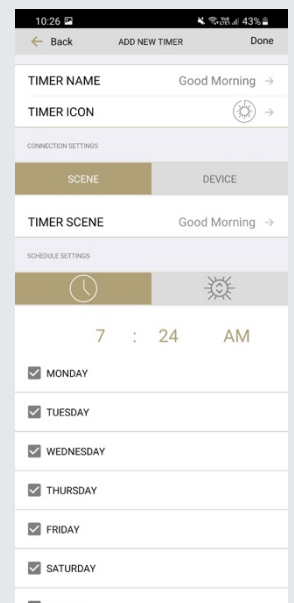 10:26 43%
Back ADD NEW TIMER Done
TIMER NAME Good Morning
TIMER ICON
CONNECTION SETTINGS
SCENE DEVICE
TIMER SCENE Good Morning
SCHEDULE SETTINGS
7 : 24 AM
MONDAY
TUESDAY
WEDNESDAY
THURSDAY
FRIDAY
SATURDAY